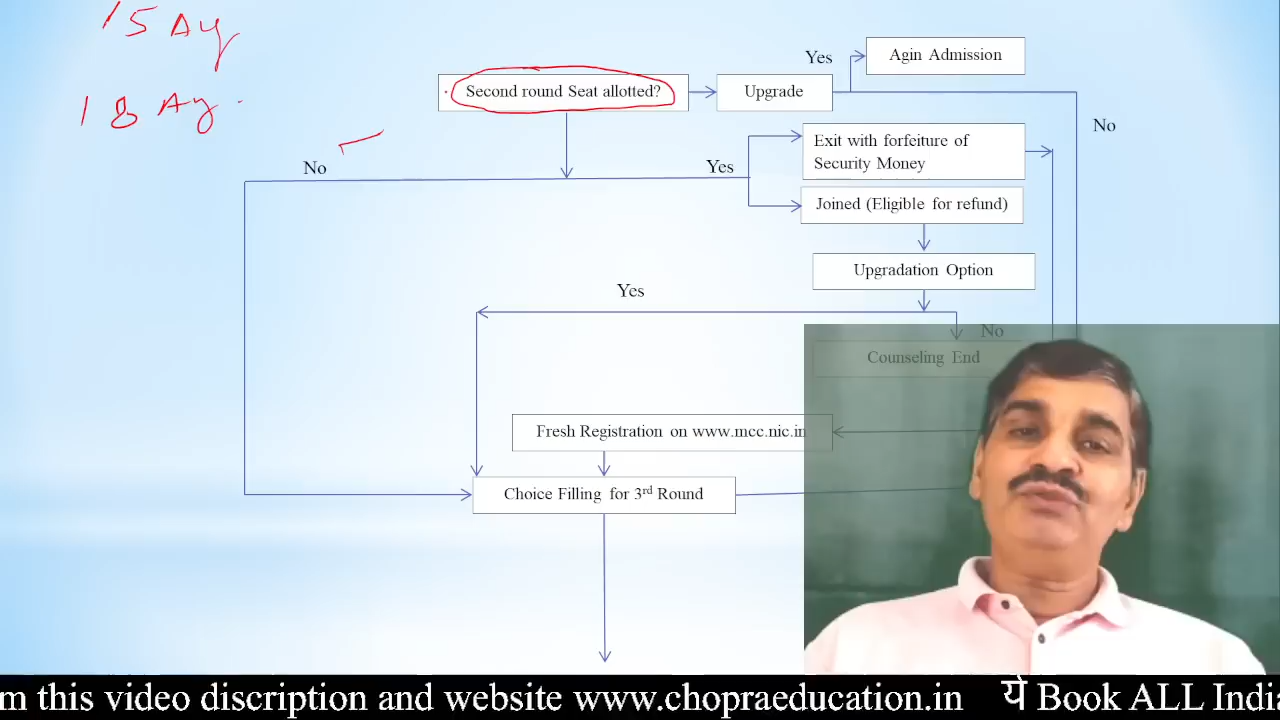 15 Aug
18 Aug
Yes
Agin Admission
Second round Seat allotted?
Upgrade
No
Exit with forfeiture of
Security Money
No
Yes
Joined (Eligible for refund)
Upgradation Option
Yes
No
Counseling End
Fresh Registration on www.mcc.nic.in
Choice Filling for 3rd Round
m this video discription and website www.chopraeducation.in ये Book ALL India